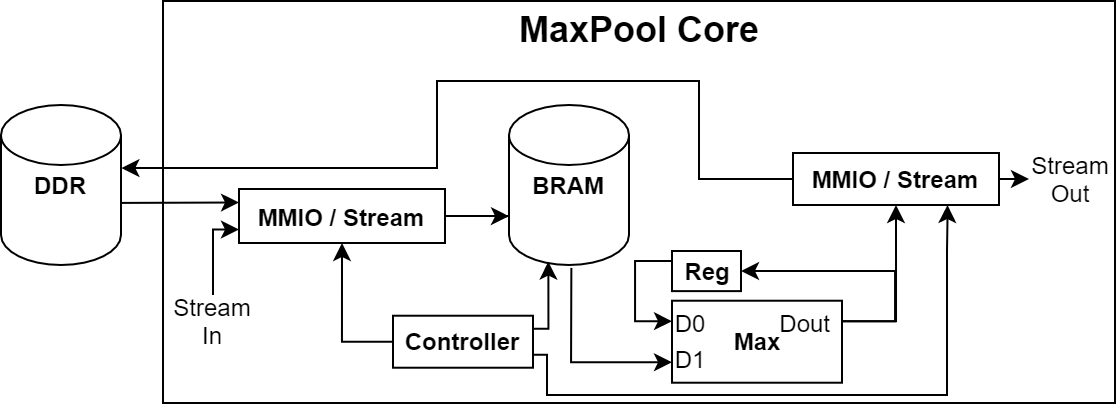 MaxPool Core
DDR
BRAM
MMIO / Stream
Stream
Out
MMIO / Stream
Stream
In
Reg
Controller
D0
Dout
Max
D1